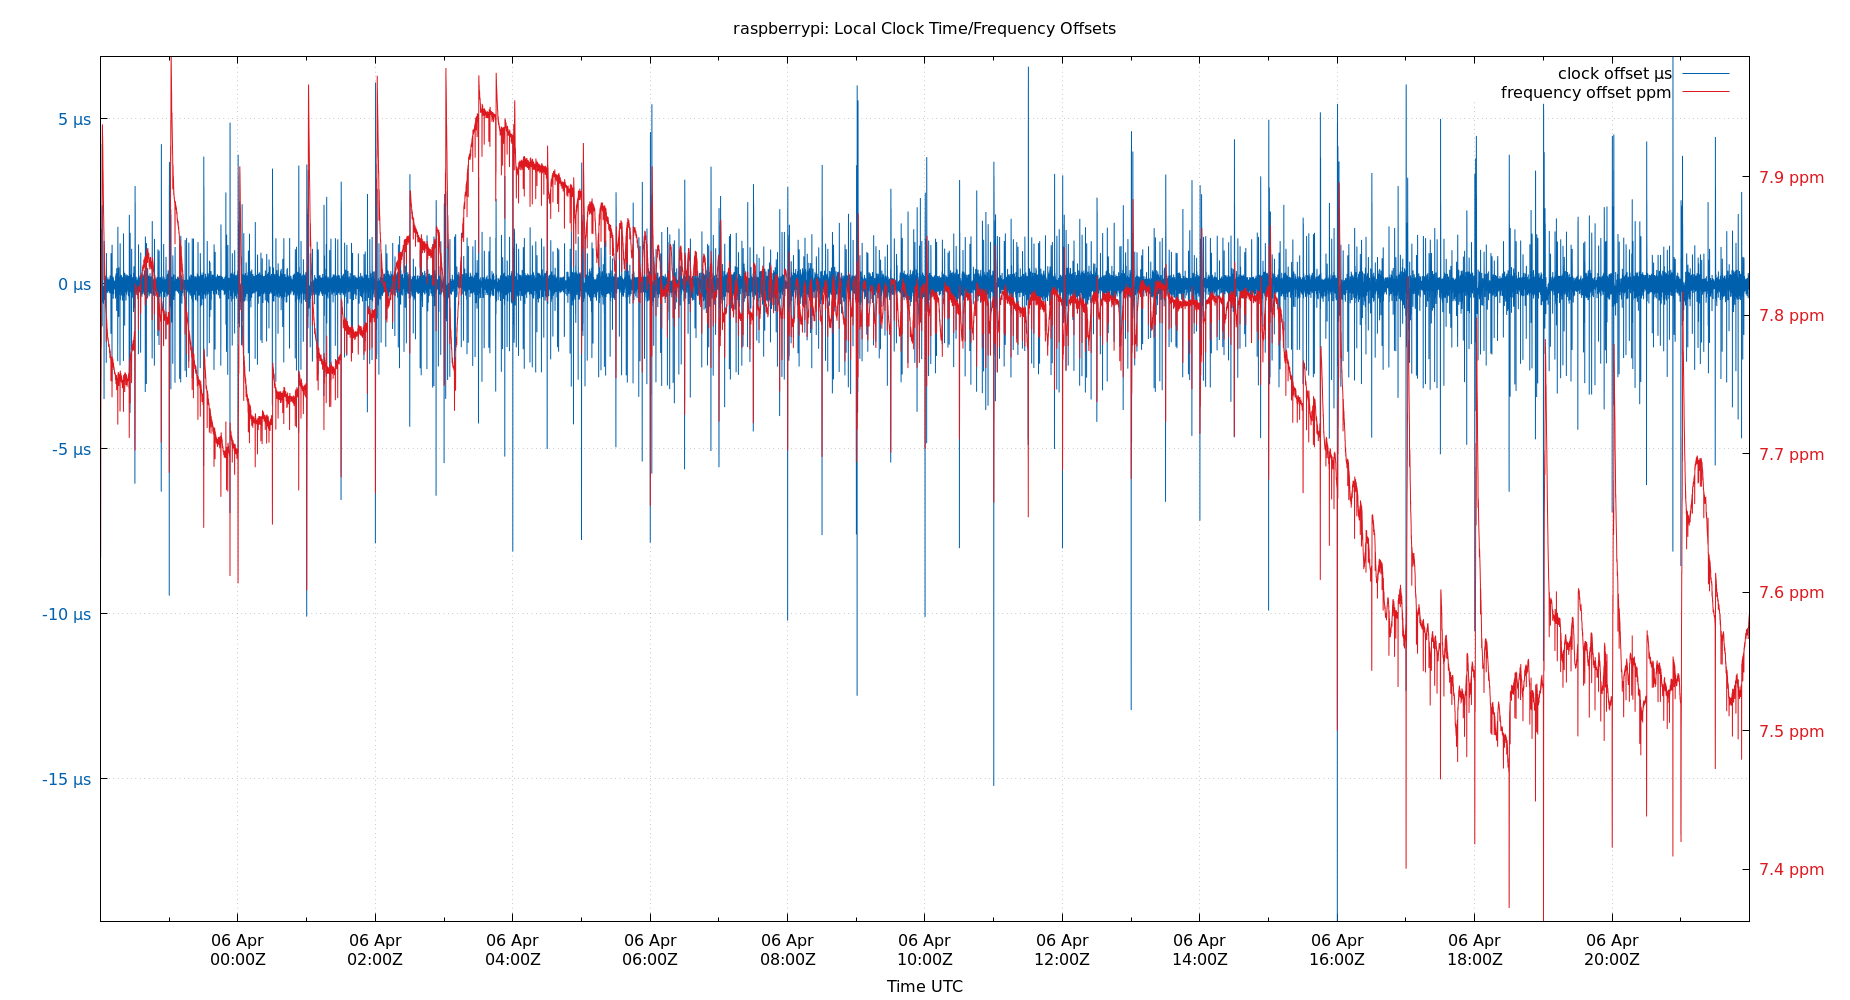 raspberrypi: Local Clock Time/Frequency Offsets
clock offset µs
frequency offset ppm
5 µs
0 µs
-5 µs
-10 µs
-15 µs
7.9 ppm
7.8 ppm
7.7 ppm
7.6 ppm
7.5 ppm
7.4 ppm
06 Apr 06 Apr 06 Apr 06 Apr 06 Apr 06 Apr 06 Apr 06 Apr 06 Apr 06 Apr 06 Apr
00:00Z 02:00Z 04:00Z 06:00Z 08:00Z 10:00Z 12:00Z 14:00Z 16:00Z 18:00Z 20:00Z
Time UTC